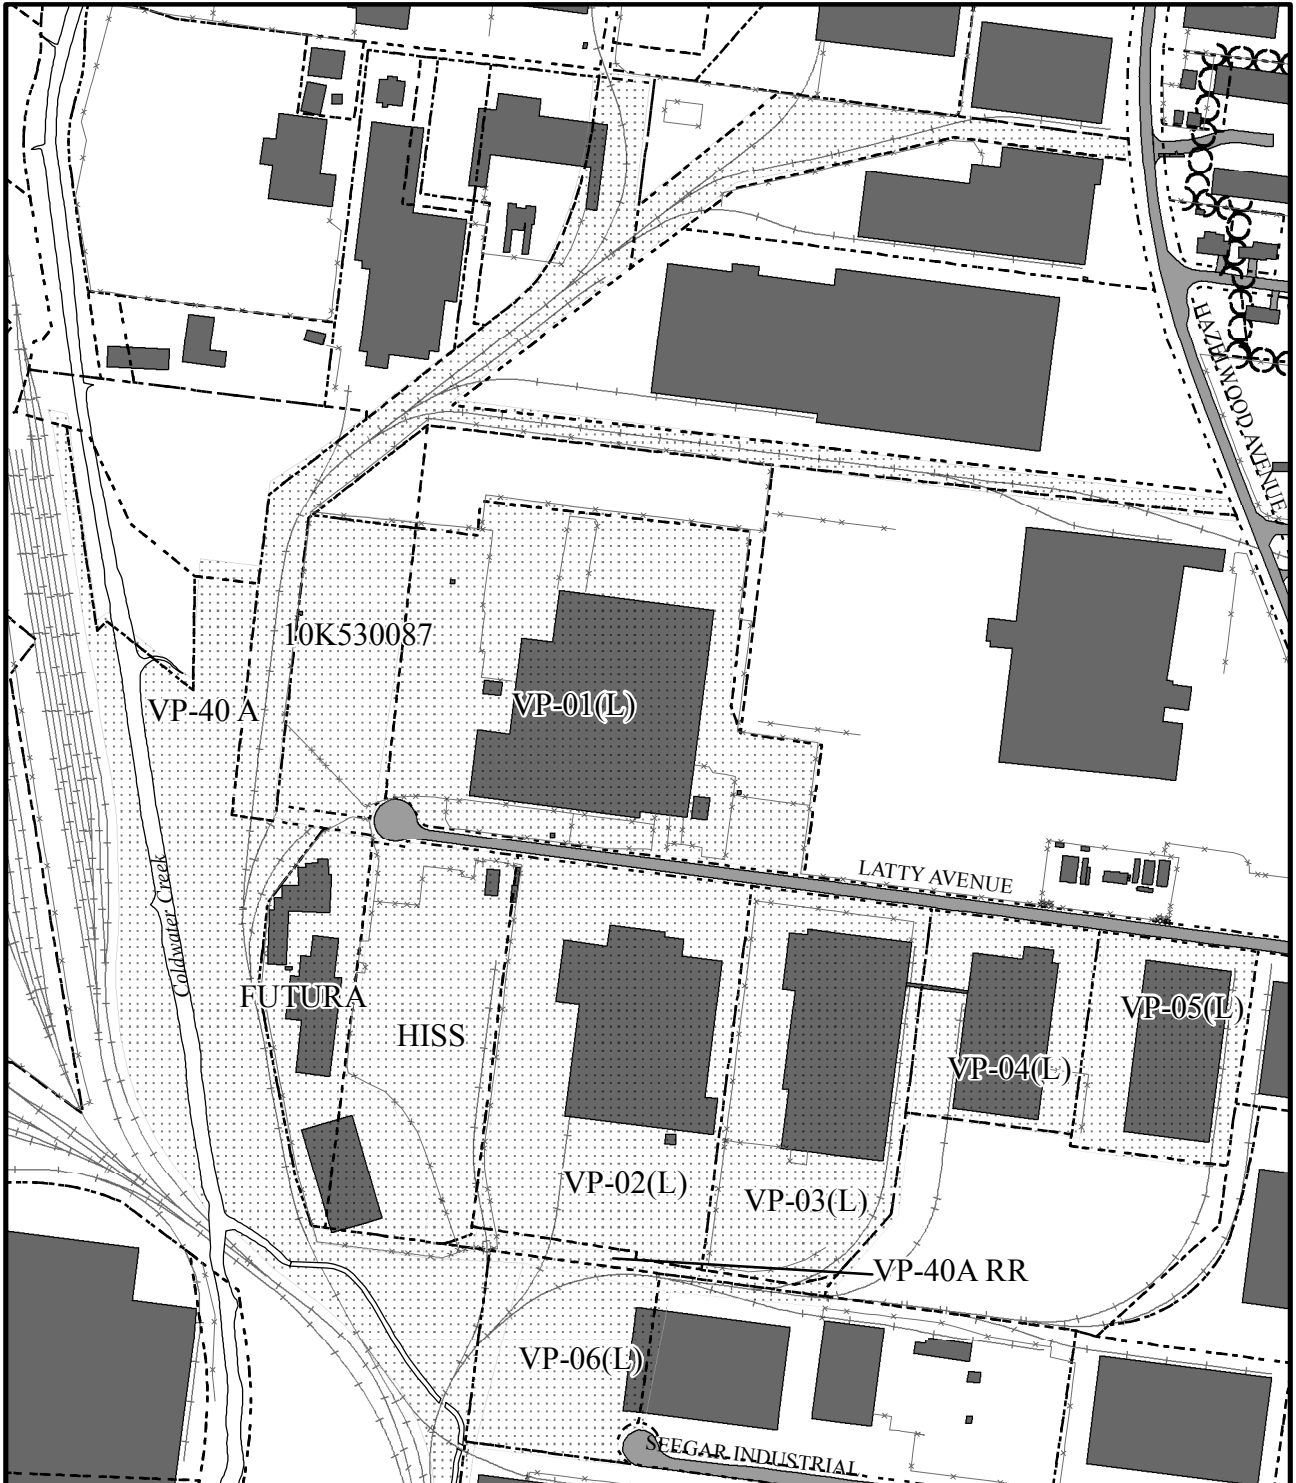 HAZELWOOD AVENUE
10K530087
VP-40 A
VP-01(L)
LATTY AVENUE
Coldwater Creek
FUTURA
HISS
VP-05(L)
VP-04(L)
VP-02(L)
VP-03(L)
VP-40A RR
VP-06(L)
SEEGAR INDUSTRIAL